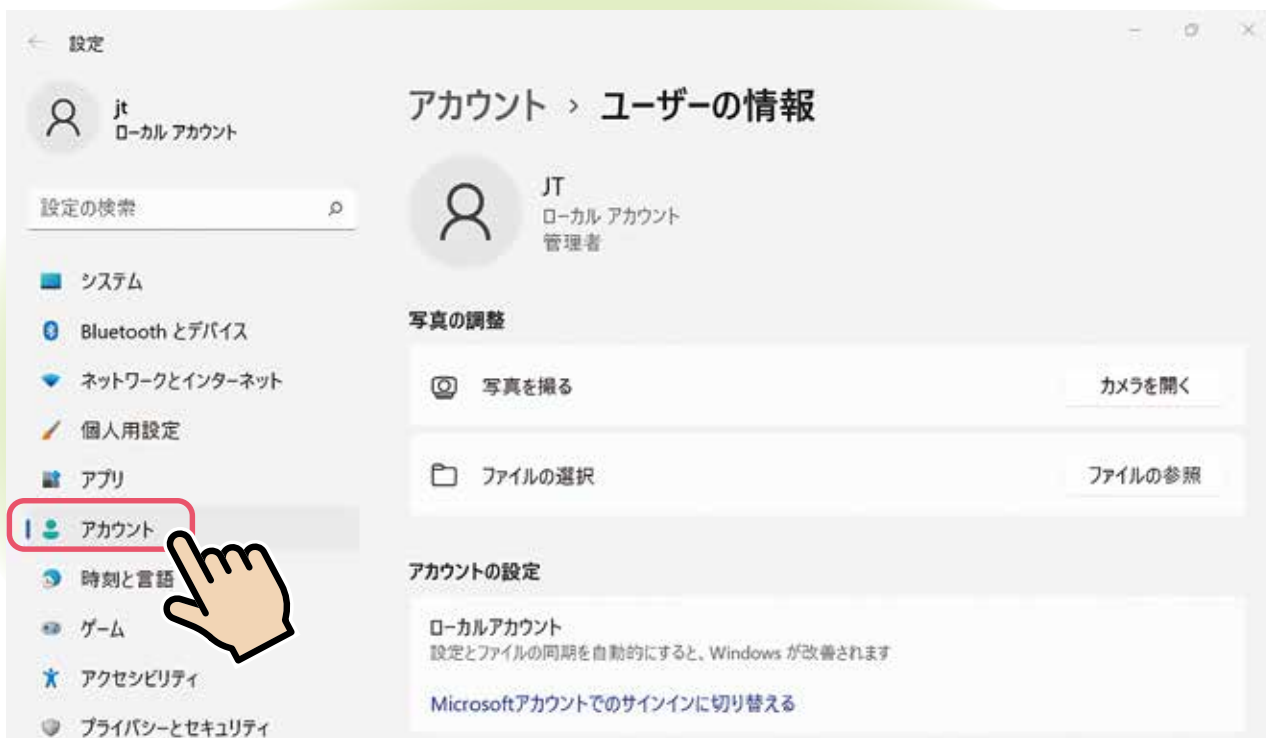 設定
jt
ローカル アカウント
設定の検索
システム
Bluetooth とデバイス
ネットワークとインターネット
個人用設定
アプリ
アカウント
時刻と言語
ゲーム
アクセシビリティ
プライバシーとセキュリティ
アカウント › ユーザーの情報
JT
ローカル アカウント
管理者
写真の調整
写真を撮る
カメラを開く
ファイルの選択
ファイルの参照
アカウントの設定
ローカルアカウント
設定とファイルの同期を自動的にすると、Windows が改善されます
Microsoftアカウントでのサインインに切り替える